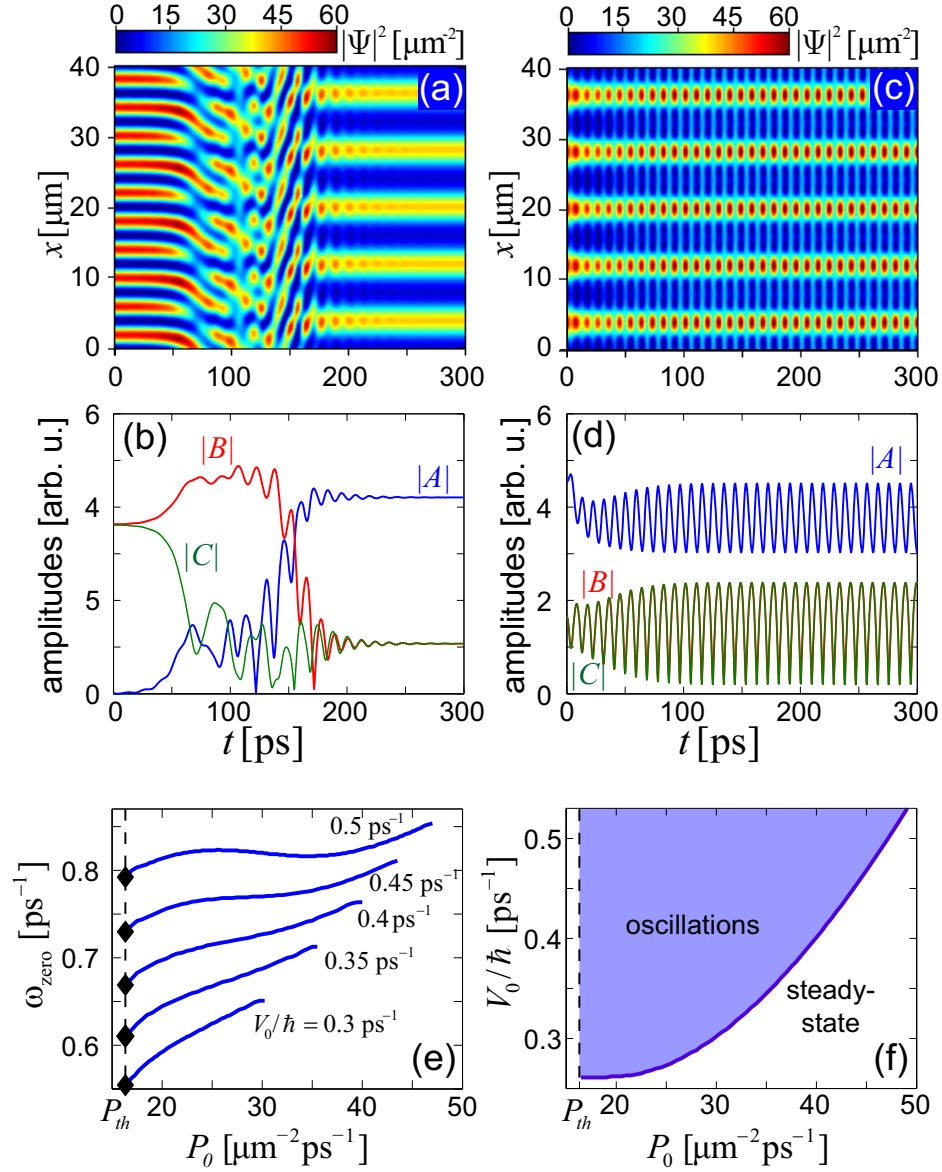 0 30 60 |Ψ|² [μm⁻²]
15 45
0 30 60 |Ψ|² [μm⁻²]
15 45
(a)
40
30
20
10
0
x [μm]
0 100 200 300
(c)
40
30
20
10
0
x [μm]
0 100 200 300
(b)
|B|
|A|
|C|
6
4
5
0
amplitudes [arb. u.]
0 100 200 300
t [ps]
(d)
|A|
|B|
|C|
6
4
2
0
amplitudes [arb. u.]
0 100 200 300
t [ps]
0.5 ps⁻¹
0.45 ps⁻¹
0.4 ps⁻¹
0.35 ps⁻¹
V₀/ħ = 0.3 ps⁻¹
(e)
0.8
0.7
0.6
ω_zero [ps⁻¹]
P_th 20 30 40 50
P₀ [μm⁻²ps⁻¹]
oscillations
steady-
state
(f)
0.5
0.4
0.3
V₀/ħ [ps⁻¹]
P_th 20 30 40 50
P₀ [μm⁻²ps⁻¹]